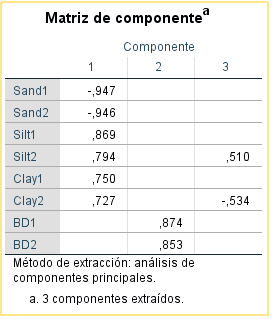 Matriz de componente^a
Componente
1 2 3
Sand1 -,947
Sand2 -,946
Silt1 ,869
Silt2 ,794 ,510
Clay1 ,750
Clay2 ,727 -,534
BD1 ,874
BD2 ,853
Método de extracción: análisis de
componentes principales.
a. 3 componentes extraídos.